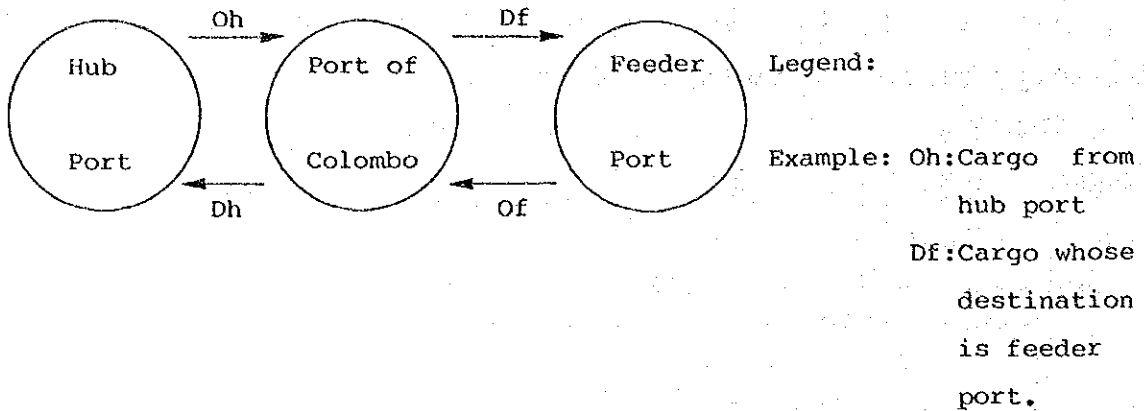 Oh Df
Hub Port of Feeder Legend:
Port Colombo Port Example: Oh:Cargo from
hub port
Dh Of
Df:Cargo whose
destination
is feeder
port.